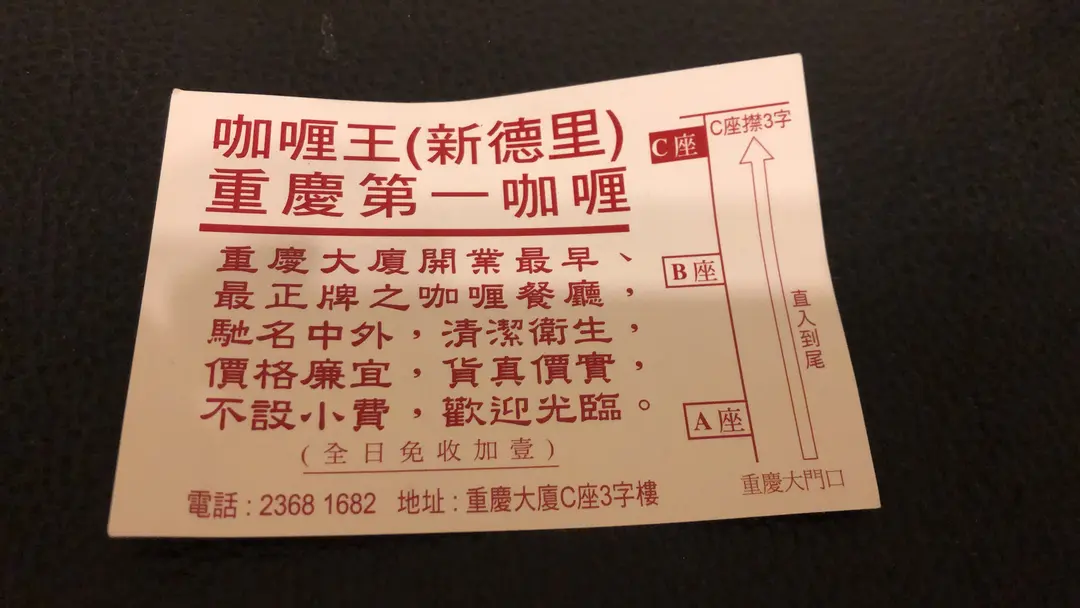 咖喱王(新德里)
重慶第一咖喱
重慶大廈開業最早、
最正牌之咖喱餐廳，
馳名中外，清潔衛生，
價格廉宜，貨真價實，
不設小費，歡迎光臨。
(全日免收加壹)
電話 : 2368 1682 地址 : 重慶大廈C座3字樓
C座㩒3字
C座
B座
直入到尾
A座
重慶大門口